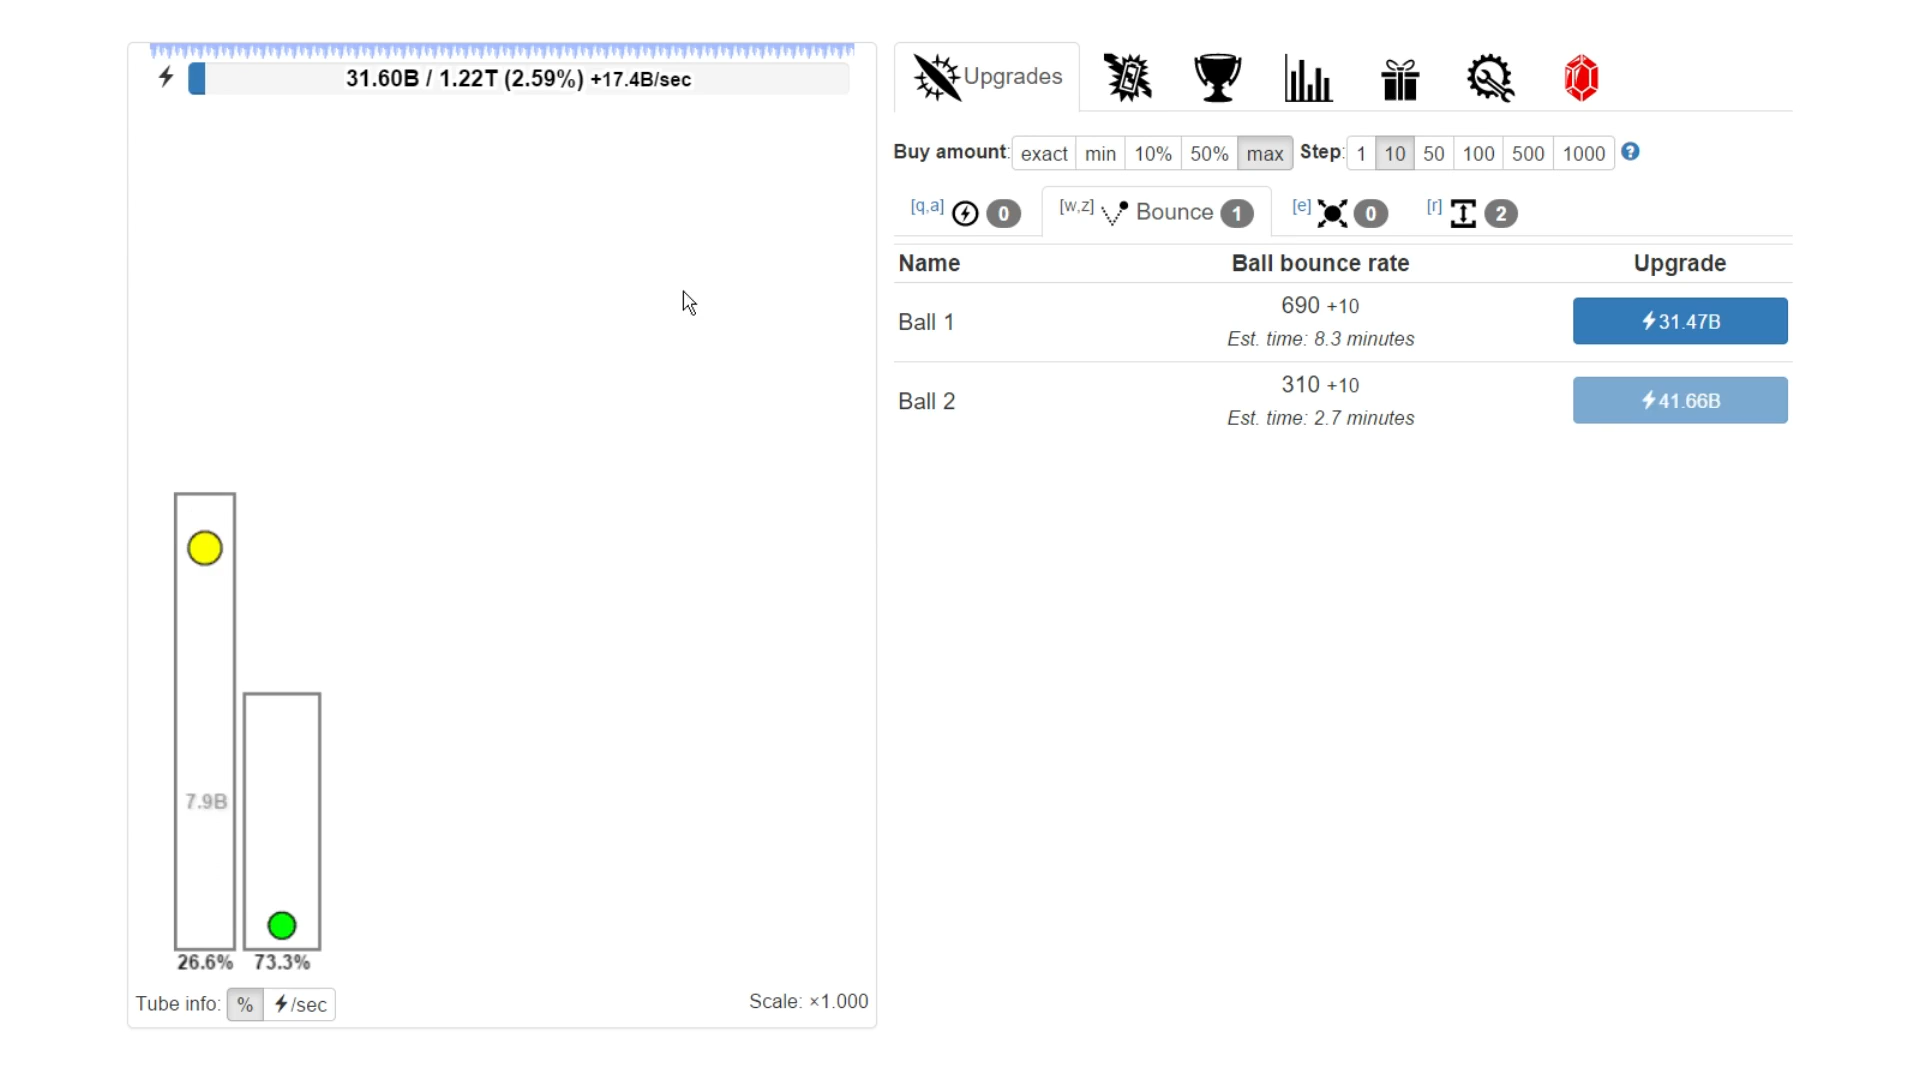 31.60B / 1.22T (2.59%) +17.4B/sec
Upgrades
Buy amount: exact min 10% 50% max Step: 1 10 50 100 500 1000 ?
[q,a] 0 [w,z] Bounce 1 [e] 0 [r] 2
Name Ball bounce rate Upgrade
Ball 1
690 +10
Est. time: 8.3 minutes
31.47B
Ball 2
310 +10
Est. time: 2.7 minutes
41.66B
7.9B
26.6% 73.3%
Tube info: % /sec
Scale: ×1.000